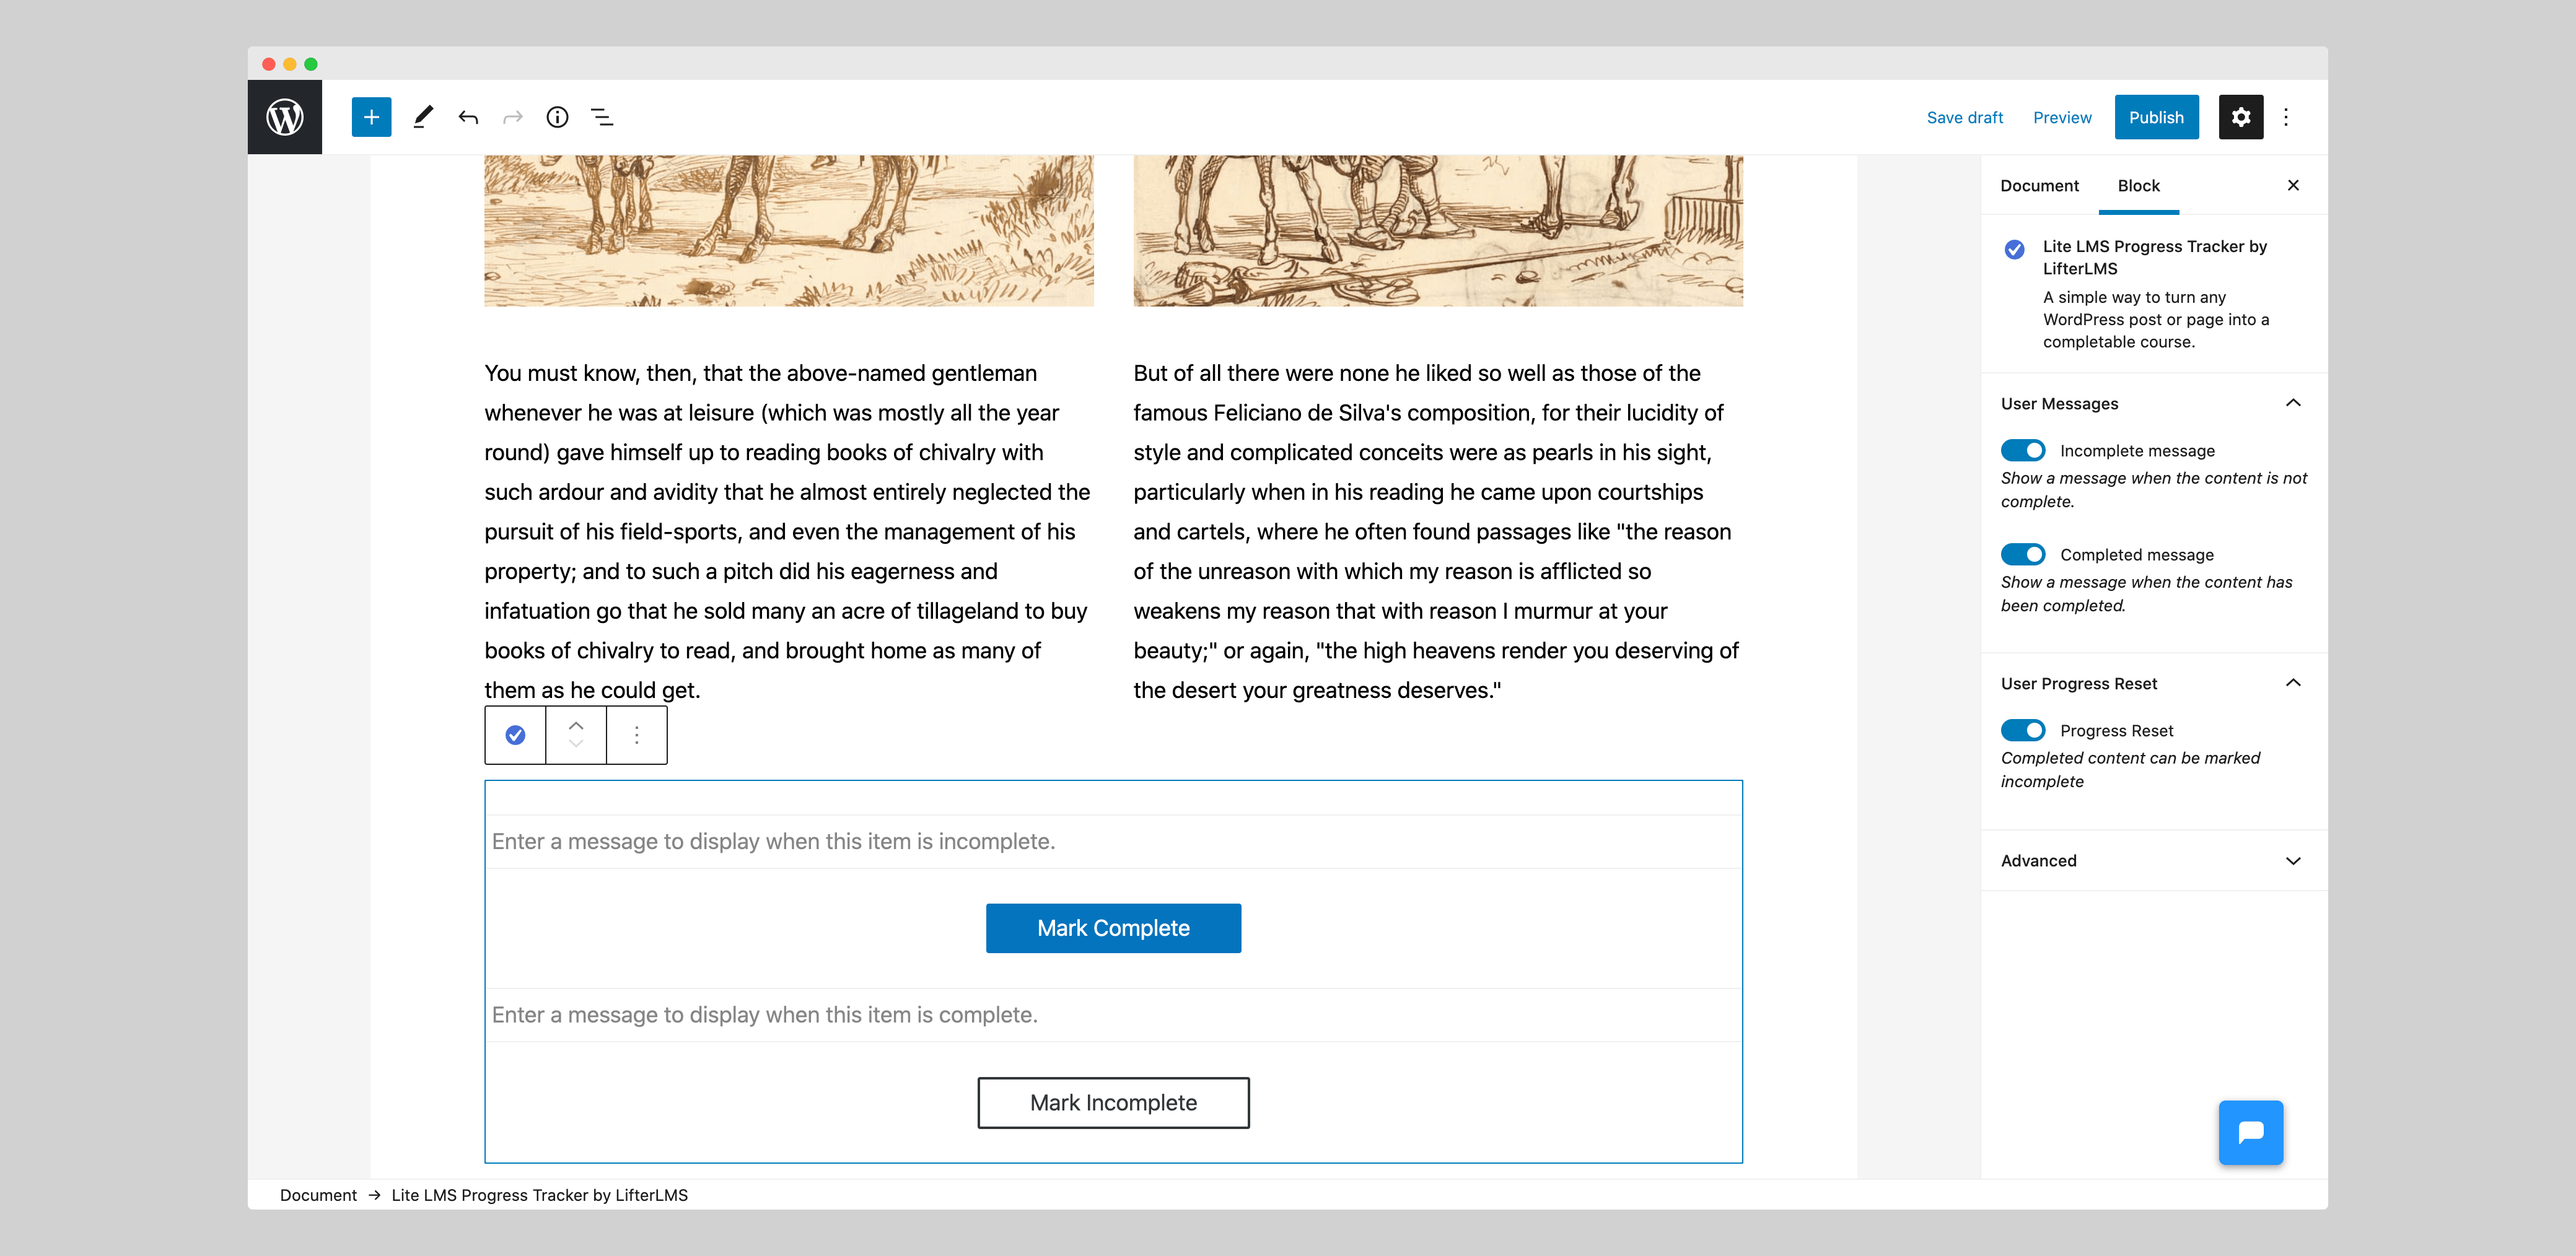 Save draft Preview Publish
You must know, then, that the above-named gentleman
whenever he was at leisure (which was mostly all the year
round) gave himself up to reading books of chivalry with
such ardour and avidity that he almost entirely neglected the
pursuit of his field-sports, and even the management of his
property; and to such a pitch did his eagerness and
infatuation go that he sold many an acre of tillageland to buy
books of chivalry to read, and brought home as many of
them as he could get.
But of all there were none he liked so well as those of the
famous Feliciano de Silva's composition, for their lucidity of
style and complicated conceits were as pearls in his sight,
particularly when in his reading he came upon courtships
and cartels, where he often found passages like "the reason
of the unreason with which my reason is afflicted so
weakens my reason that with reason I murmur at your
beauty;" or again, "the high heavens render you deserving of
the desert your greatness deserves."
Enter a message to display when this item is incomplete.
Mark Complete
Enter a message to display when this item is complete.
Mark Incomplete
Document Block
Lite LMS Progress Tracker by
LifterLMS
A simple way to turn any
WordPress post or page into a
completable course.
User Messages
Incomplete message
Show a message when the content is not
complete.
Completed message
Show a message when the content has
been completed.
User Progress Reset
Progress Reset
Completed content can be marked
incomplete
Advanced
Document → Lite LMS Progress Tracker by LifterLMS